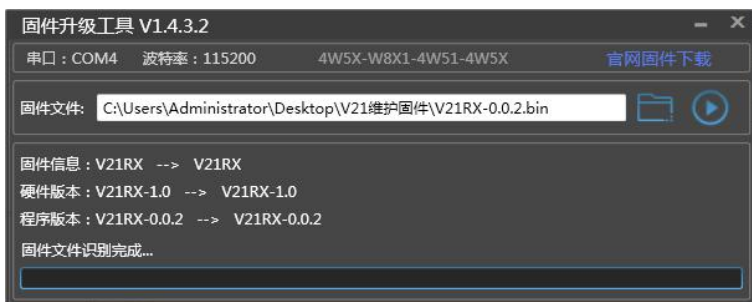 固件升级工具 V1.4.3.2
串口：COM4 波特率：115200 4W5X-W8X1-4W51-4W5X 官网固件下载
固件文件: C:\Users\Administrator\Desktop\V21维护固件\V21RX-0.0.2.bin
固件信息：V21RX --> V21RX
硬件版本：V21RX-1.0 --> V21RX-1.0
程序版本：V21RX-0.0.2 --> V21RX-0.0.2
固件文件识别完成...